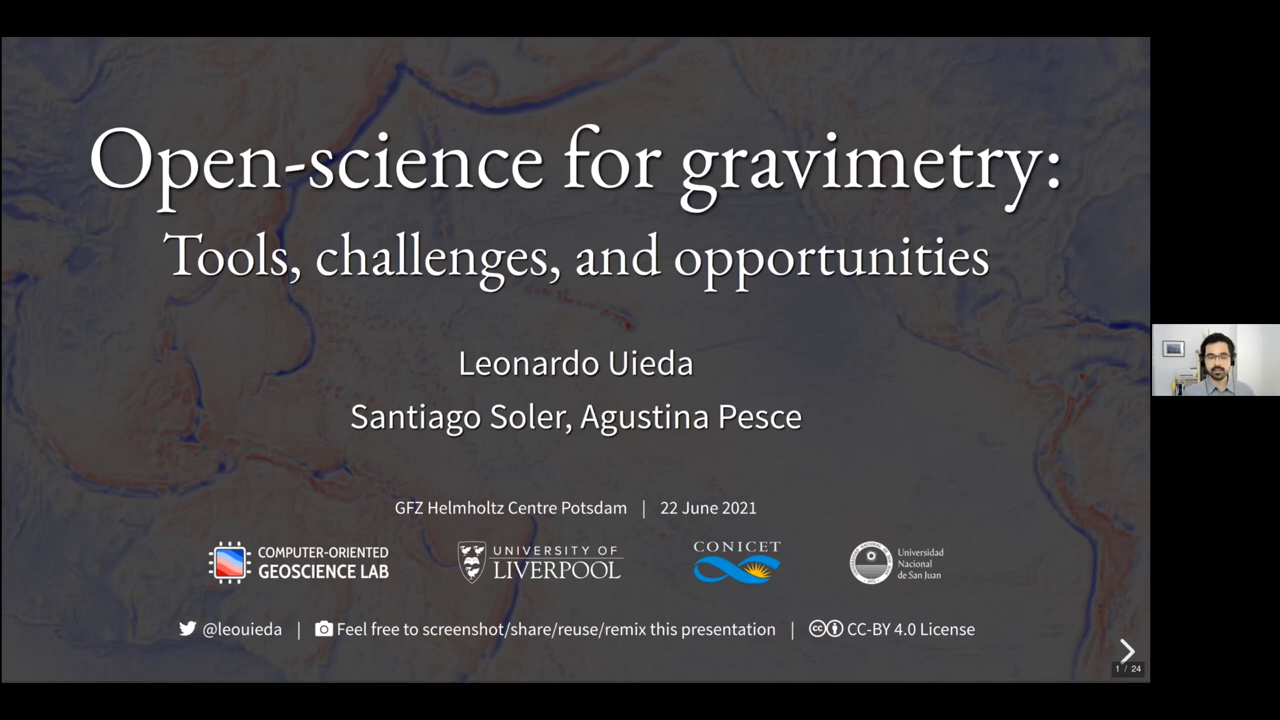 Open-science for gravimetry:
Tools, challenges, and opportunities
Leonardo Uieda
Santiago Soler, Agustina Pesce
GFZ Helmholtz Centre Potsdam | 22 June 2021
COMPUTER-ORIENTED
GEOSCIENCE LAB
UNIVERSITY OF
LIVERPOOL
CONICET
Universidad
Nacional
de San Juan
@leouieda | Feel free to screenshot/share/reuse/remix this presentation | CC-BY 4.0 License
1 / 24